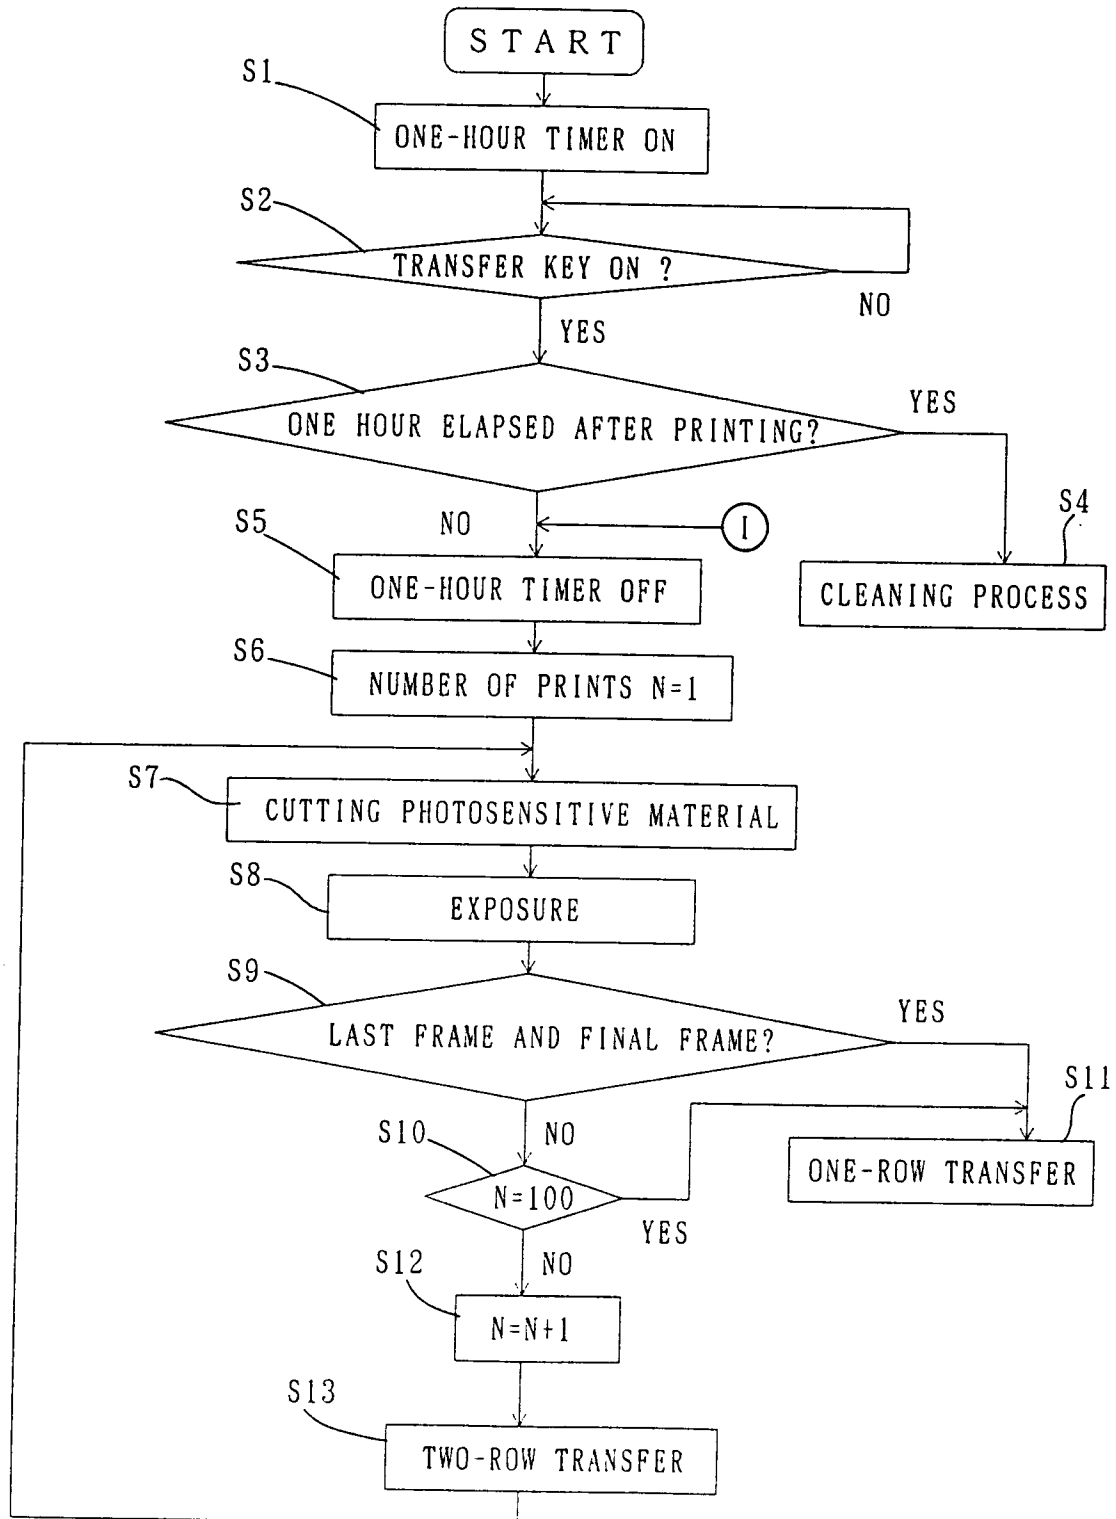 START
S1
ONE-HOUR TIMER ON
S2
TRANSFER KEY ON ?
NO
YES
S3
ONE HOUR ELAPSED AFTER PRINTING?
YES
S4
NO
I
S5
ONE-HOUR TIMER OFF
CLEANING PROCESS
S6
NUMBER OF PRINTS N=1
S7
CUTTING PHOTOSENSITIVE MATERIAL
S8
EXPOSURE
S9
LAST FRAME AND FINAL FRAME?
YES
S11
S10
NO
ONE-ROW TRANSFER
N=100
YES
S12
NO
N=N+1
S13
TWO-ROW TRANSFER